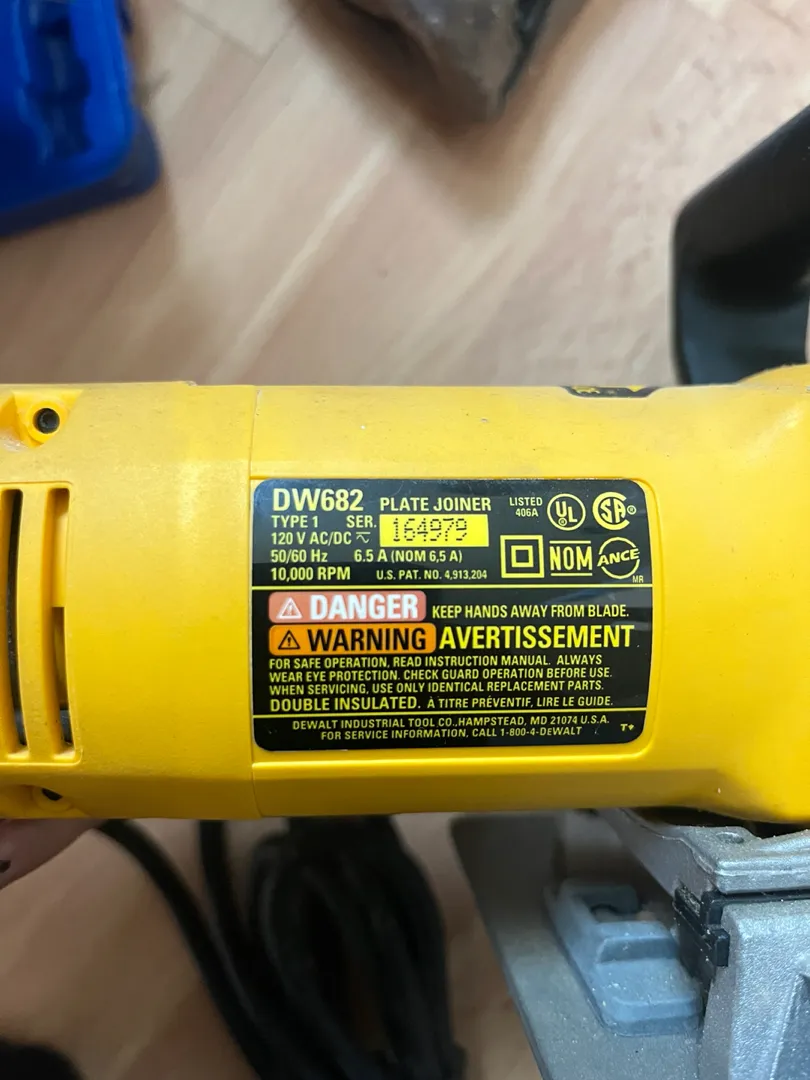 DW682 PLATE JOINER LISTED 406A UL SA®
TYPE 1 SER. 164979
120 V AC/DC
50/60 Hz 6.5 A (NOM 6,5 A) NOM ANCE
10,000 RPM U.S. PAT. NO. 4,913,204 MR
DANGER KEEP HANDS AWAY FROM BLADE.
WARNING AVERTISSEMENT
FOR SAFE OPERATION, READ INSTRUCTION MANUAL. ALWAYS
WEAR EYE PROTECTION. CHECK GUARD OPERATION BEFORE USE.
WHEN SERVICING, USE ONLY IDENTICAL REPLACEMENT PARTS.
DOUBLE INSULATED. À TITRE PRÉVENTIF, LIRE LE GUIDE.
DEWALT INDUSTRIAL TOOL CO., HAMPSTEAD, MD 21074 U.S.A.
FOR SERVICE INFORMATION, CALL 1-800-4-DEWALT T+